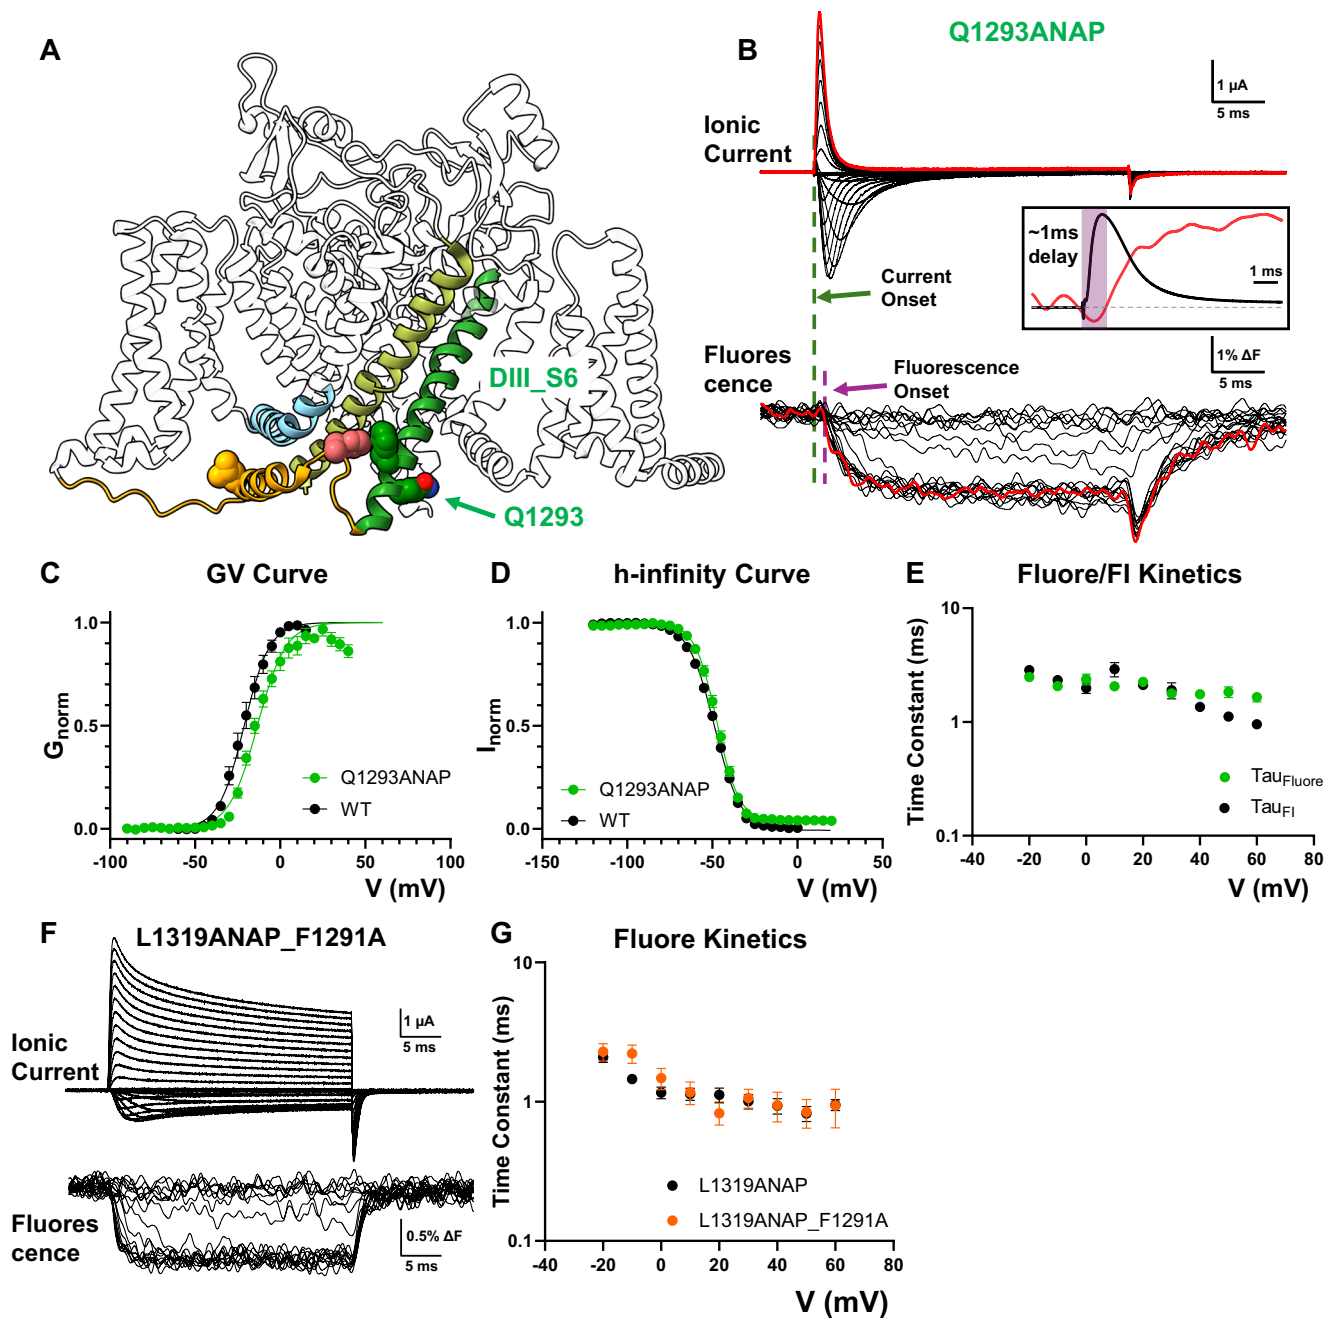 A
DIII_S6
Q1293
B
Q1293ANAP
Ionic
Current
1 µA
5 ms
~1ms
delay
1 ms
Current
Onset
Fluores
cence
Fluorescence
Onset
1% ΔF
5 ms
C
GV Curve
Gnorm
1.0
0.5
0.0
-100
-50
0
50
100
V (mV)
Q1293ANAP
WT
D
h-infinity Curve
Inorm
1.0
0.5
0.0
-150
-100
-50
0
50
V (mV)
Q1293ANAP
WT
E
Fluore/FI Kinetics
Time Constant (ms)
10
1
0.1
-40
-20
0
20
40
60
80
V (mV)
TauFluore
TauFI
F
L1319ANAP_F1291A
Ionic
Current
1 µA
5 ms
Fluores
cence
0.5% ΔF
5 ms
G
Fluore Kinetics
Time Constant (ms)
10
1
0.1
-40
-20
0
20
40
60
80
V (mV)
L1319ANAP
L1319ANAP_F1291A